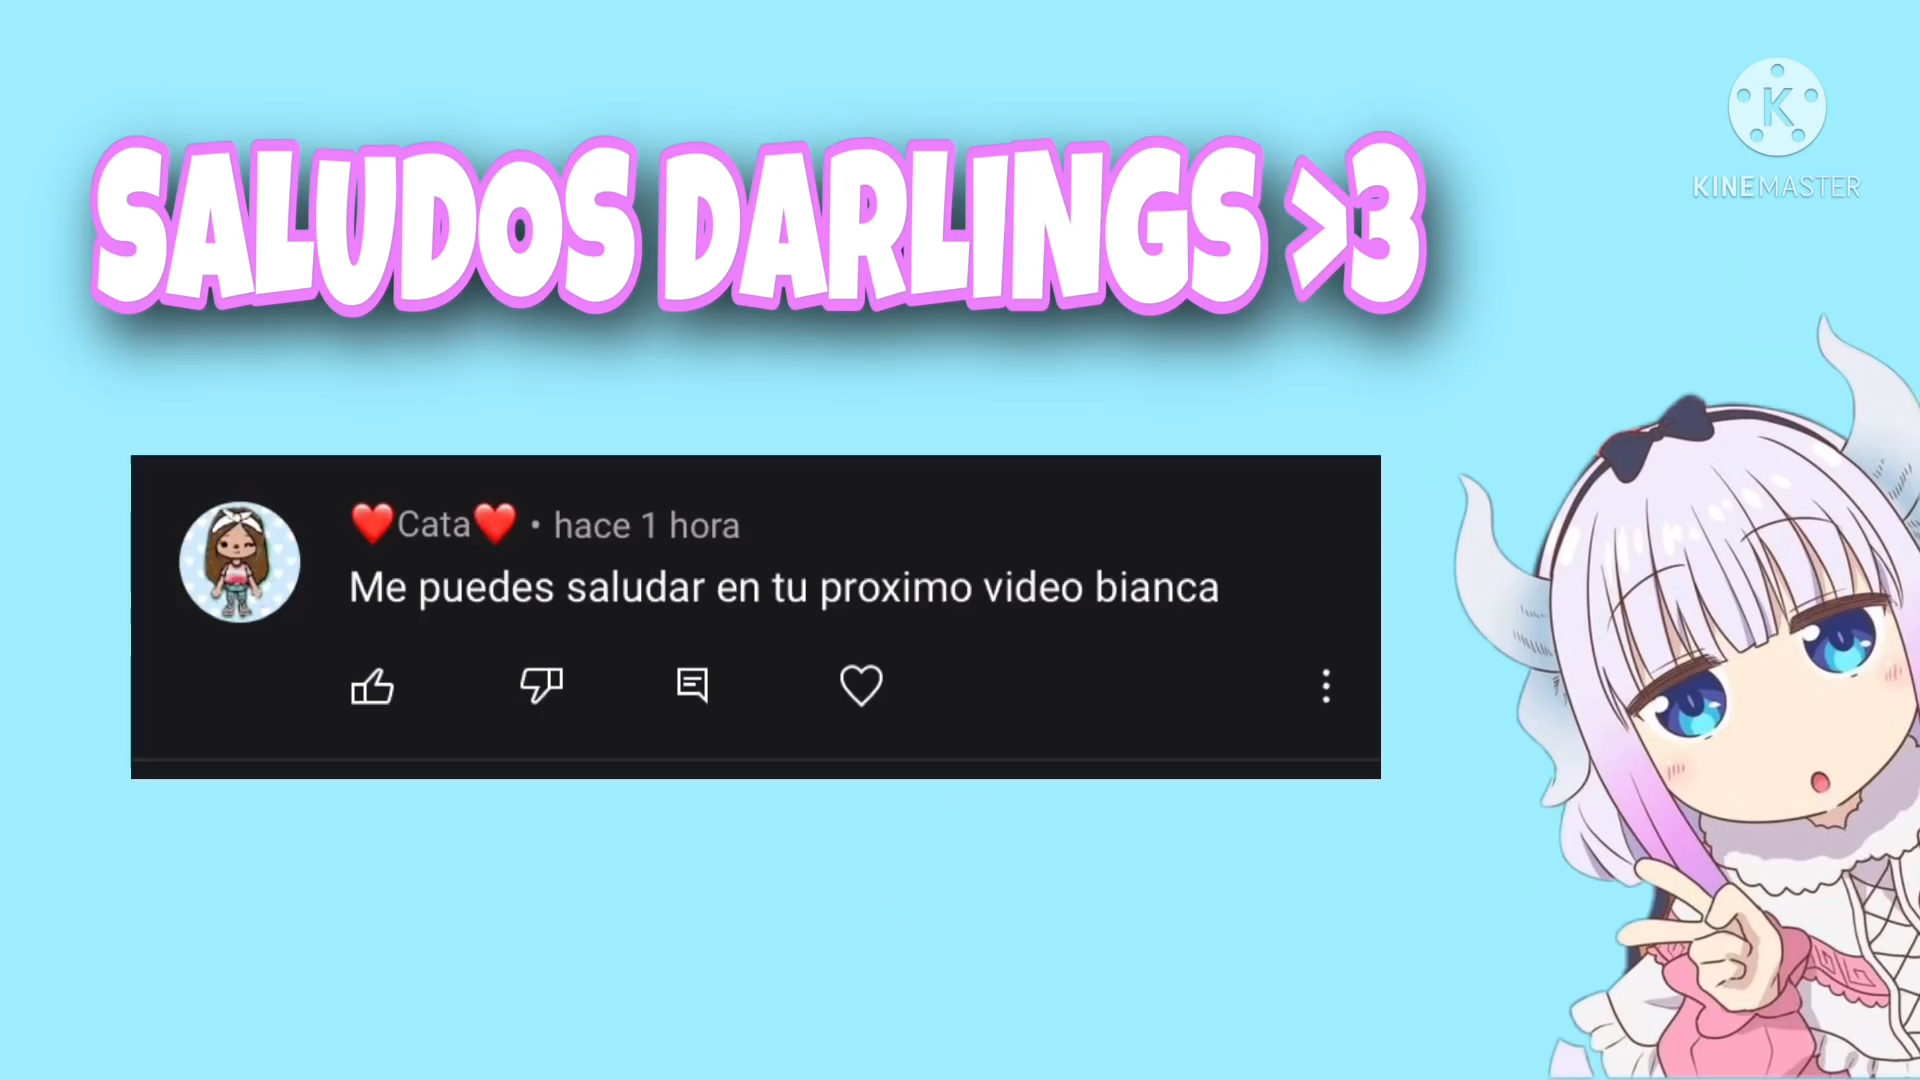 SALUDOS DARLINGS >3
K
KINEMASTER
❤️Cata❤️ • hace 1 hora
Me puedes saludar en tu proximo video bianca